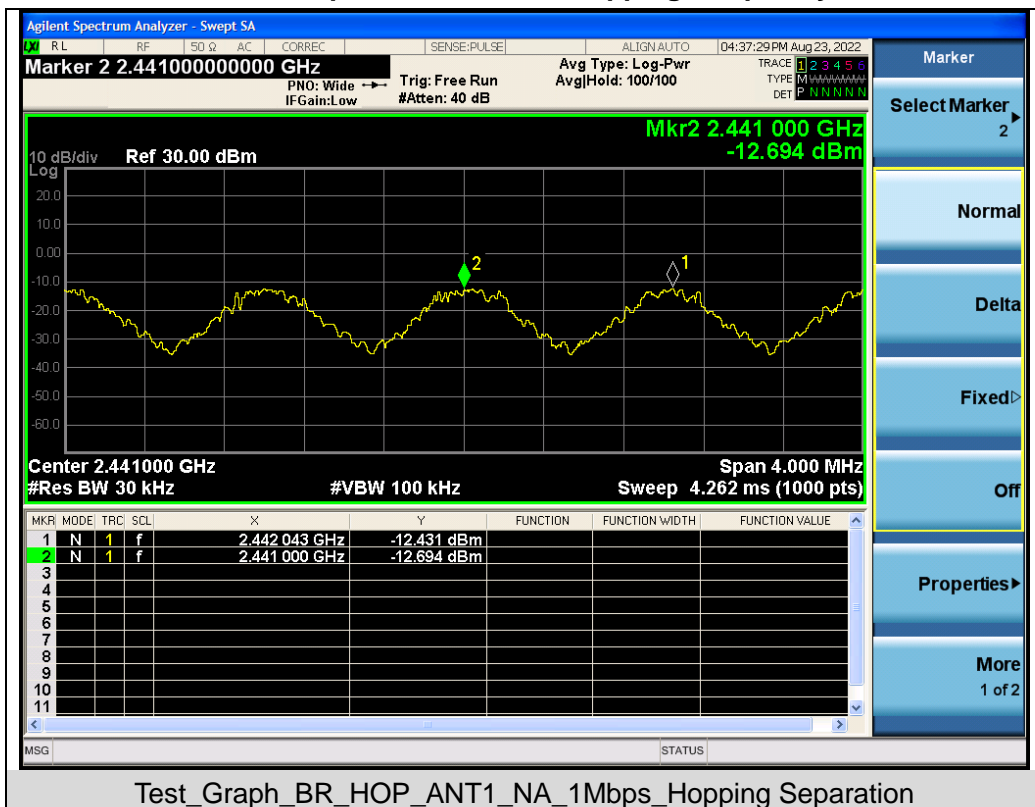 Agilent Spectrum Analyzer - Swept SA
LXI RL RF 50 Ω AC CORREC SENSE:PULSE ALIGN AUTO 04:37:29 PM Aug 23, 2022
Marker 2 2.441000000000 GHz
PNO: Wide
IFGain:Low
Trig: Free Run
#Atten: 40 dB
Avg Type: Log-Pwr
Avg|Hold: 100/100
TRACE 1 2 3 4 5 6
TYPE M
DET P N N N N N
Mkr2 2.441 000 GHz
-12.694 dBm
10 dB/div Ref 30.00 dBm
Log
20.0
10.0
0.00
-10.0
-20.0
-30.0
-40.0
-50.0
-60.0
2
1
Center 2.441000 GHz Span 4.000 MHz
#Res BW 30 kHz #VBW 100 kHz Sweep 4.262 ms (1000 pts)
MKR MODE TRC SCL X Y FUNCTION FUNCTION WIDTH FUNCTION VALUE
1 N 1 f 2.442 043 GHz -12.431 dBm
2 N 1 f 2.441 000 GHz -12.694 dBm
3
4
5
6
7
8
9
10
11
MSG STATUS
Marker
Select Marker
2
Normal
Delta
Fixed
Off
Properties
More
1 of 2
Test_Graph_BR_HOP_ANT1_NA_1Mbps_Hopping Separation